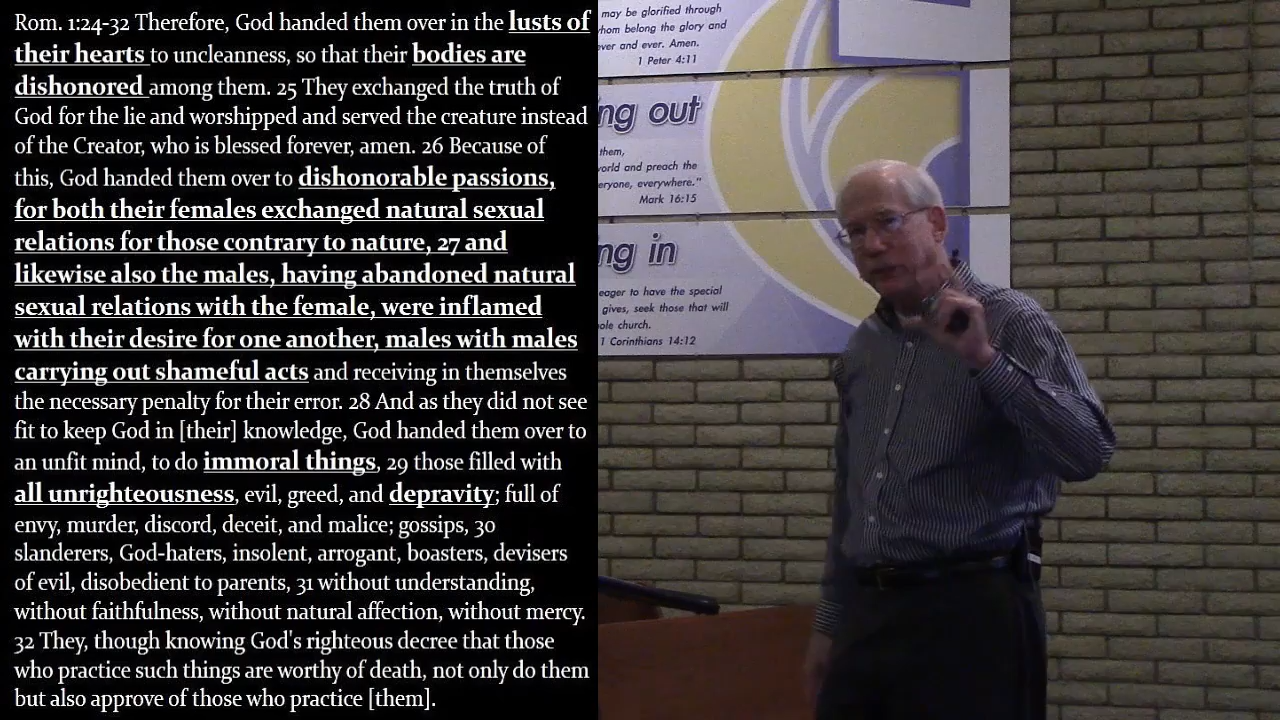 Rom. 1:24-32 Therefore, God handed them over in the lusts of
their hearts to uncleanness, so that their bodies are
dishonored among them. 25 They exchanged the truth of
God for the lie and worshipped and served the creature instead
of the Creator, who is blessed forever, amen. 26 Because of
this, God handed them over to dishonorable passions,
for both their females exchanged natural sexual
relations for those contrary to nature, 27 and
likewise also the males, having abandoned natural
sexual relations with the female, were inflamed
with their desire for one another, males with males
carrying out shameful acts and receiving in themselves
the necessary penalty for their error. 28 And as they did not see
fit to keep God in [their] knowledge, God handed them over to
an unfit mind, to do immoral things, 29 those filled with
all unrighteousness, evil, greed, and depravity; full of
envy, murder, discord, deceit, and malice; gossips, 30
slanderers, God-haters, insolent, arrogant, boasters, devisers
of evil, disobedient to parents, 31 without understanding,
without faithfulness, without natural affection, without mercy.
32 They, though knowing God's righteous decree that those
who practice such things are worthy of death, not only do them
but also approve of those who practice [them].
may be glorified through
whom belong the glory and
ever and ever. Amen.
1 Peter 4:11
ng out
them,
world and preach the
everyone, everywhere."
Mark 16:15
ng in
eager to have the special
gives, seek those that will
whole church.
1 Corinthians 14:12